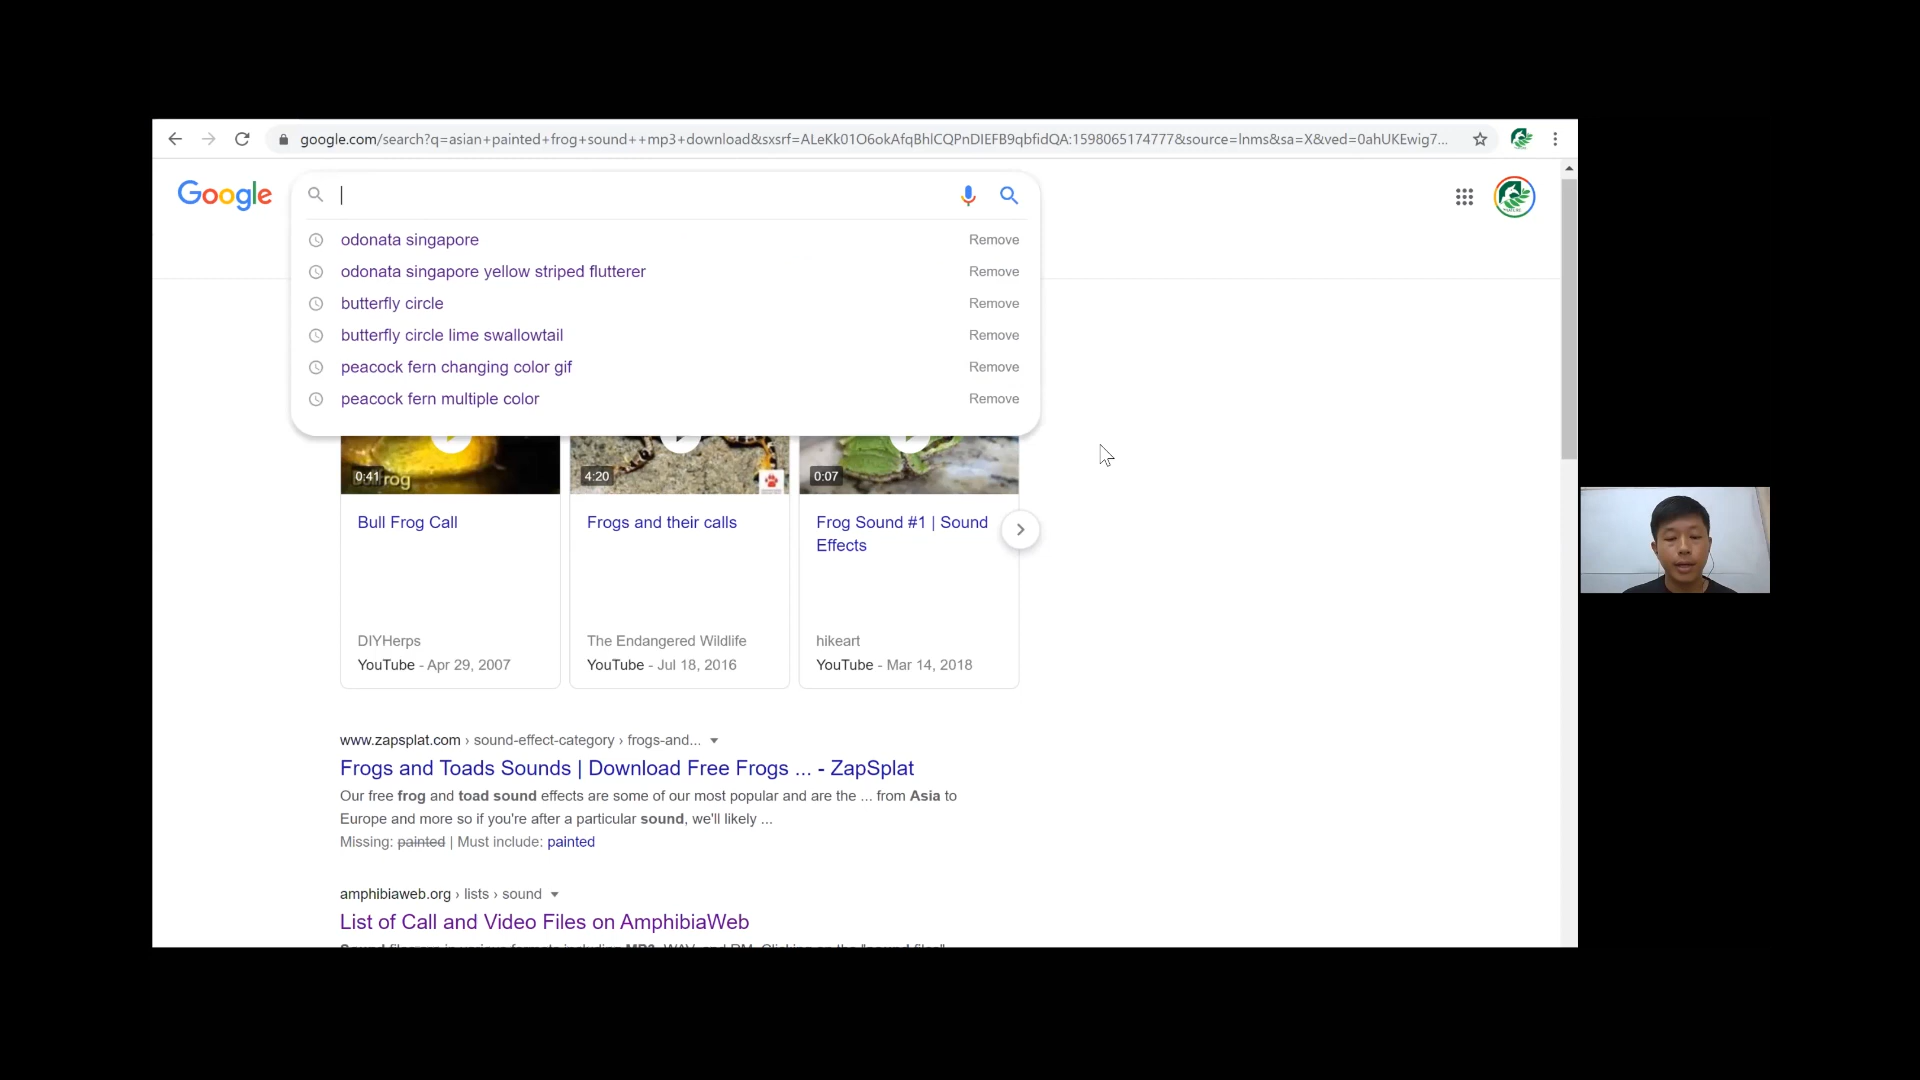 google.com/search?q=asian+painted+frog+sound++mp3+download&sxsrf=ALeKk01O6okAfqBhlCQPnDIEFB9qbfidQA:1598065174777&source=lnms&sa=X&ved=0ahUKEwig7...
Google
odonata singapore Remove
odonata singapore yellow striped flutterer Remove
butterfly circle Remove
butterfly circle lime swallowtail Remove
peacock fern changing color gif Remove
peacock fern multiple color Remove
0:41
4:20
0:07
Bull Frog Call
Frogs and their calls
Frog Sound #1 | Sound
Effects
DIYHerps
YouTube - Apr 29, 2007
The Endangered Wildlife
YouTube - Jul 18, 2016
hikeart
YouTube - Mar 14, 2018
www.zapsplat.com › sound-effect-category › frogs-and...
Frogs and Toads Sounds | Download Free Frogs ... - ZapSplat
Our free frog and toad sound effects are some of our most popular and are the ... from Asia to
Europe and more so if you're after a particular sound, we'll likely ...
Missing: painted | Must include: painted
amphibiaweb.org › lists › sound
List of Call and Video Files on AmphibiaWeb